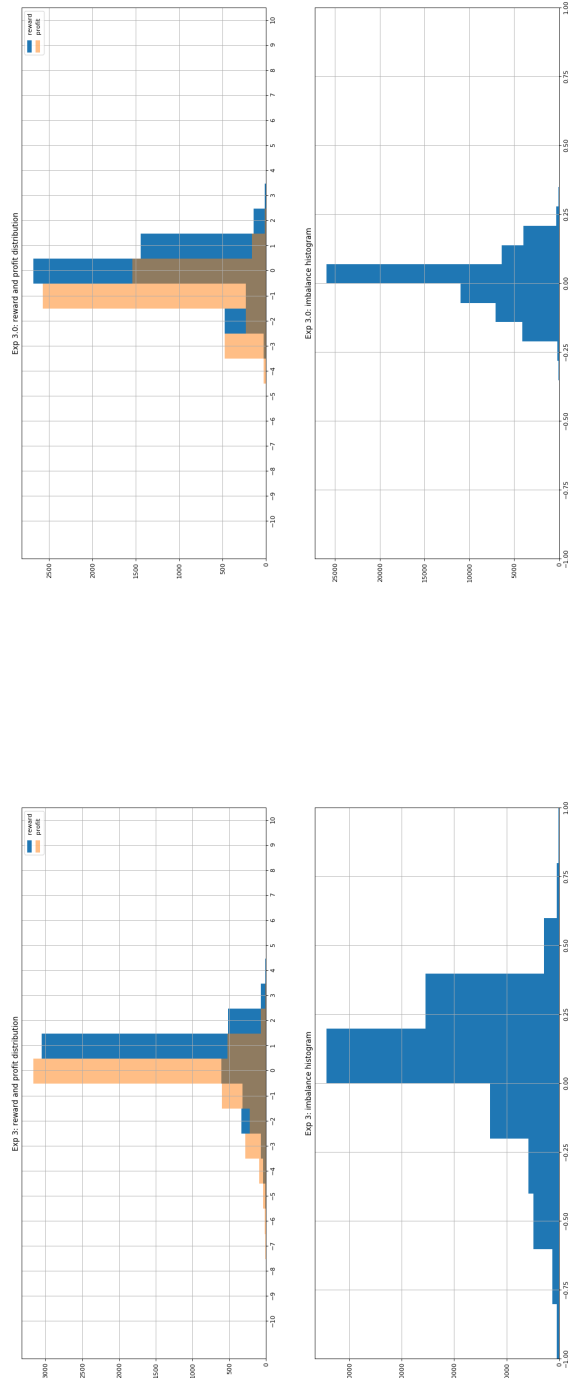 Exp 3: reward and profit distribution
reward
profit
3000
2500
2000
1500
1000
500
0
−10 −9 −8 −7 −6 −5 −4 −3 −2 −1 0 1 2 3 4 5 6 7 8 9 10
Exp 3.0: reward and profit distribution
reward
profit
2500
2000
1500
1000
500
0
−10 −9 −8 −7 −6 −5 −4 −3 −2 −1 0 1 2 3 4 5 6 7 8 9 10
Exp 3: imbalance histogram
0
−1.00 −0.75 −0.50 −0.25 0.00 0.25 0.50 0.75 1.00
Exp 3.0: imbalance histogram
25000
20000
15000
10000
5000
0
−1.00 −0.75 −0.50 −0.25 0.00 0.25 0.50 0.75 1.00